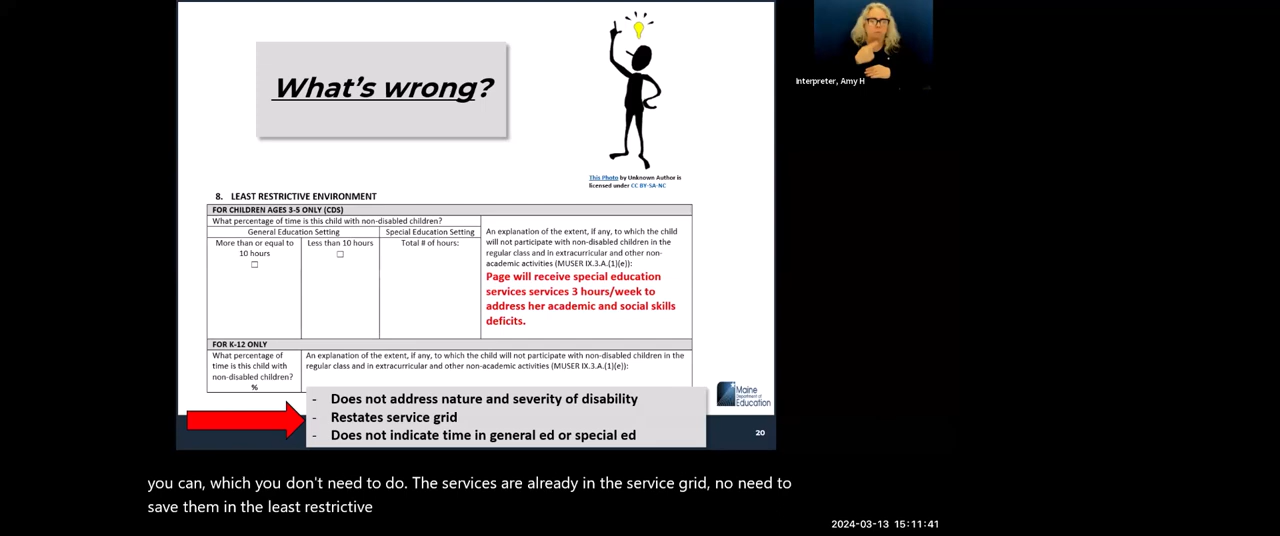 What's wrong?
Interpreter, Amy H
This Photo by Unknown Author is
licensed under CC BY-SA-NC
8. LEAST RESTRICTIVE ENVIRONMENT
FOR CHILDREN AGES 3-5 ONLY (CDS)
What percentage of time is this child with non-disabled children?
General Education Setting
Special Education Setting
More than or equal to
10 hours
☐
Less than 10 hours
☐
Total # of hours:
An explanation of the extent, if any, to which the child
will not participate with non-disabled children in the
regular class and in extracurricular and other non-
academic activities (MUSER IX.3.A.(1)(e)):
Page will receive special education
services services 3 hours/week to
address her academic and social skills
deficits.
FOR K-12 ONLY
What percentage of
time is this child with
non-disabled children?
%
An explanation of the extent, if any, to which the child will not participate with non-disabled children in the
regular class and in extracurricular and other non-academic activities (MUSER IX.3.A.(1)(e)):
- Does not address nature and severity of disability
- Restates service grid
- Does not indicate time in general ed or special ed
Maine
Department of
Education
20
you can, which you don't need to do. The services are already in the service grid, no need to
save them in the least restrictive
2024-03-13 15:11:41